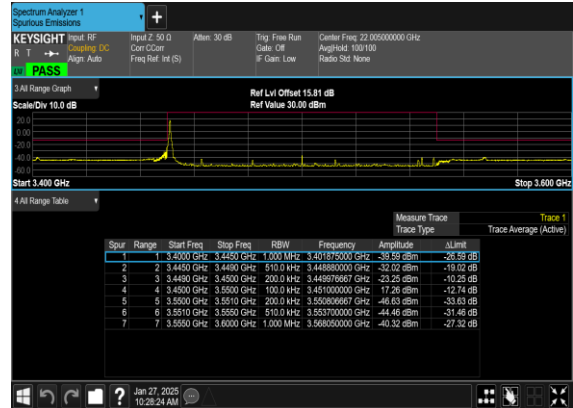 Spectrum Analyzer 1
Spurious Emissions
KEYSIGHT Input: RF Input Z: 50 Ω Atten: 30 dB Trig: Free Run Center Freq: 22.005000000 GHz
R T Coupling: DC Corr CCorr Gate: Off Avg|Hold: 100/100
Align: Auto Freq Ref: Int (S) IF Gain: Low Radio Std: None
PASS
3 All Range Graph
Ref Lvl Offset 15.81 dB
Scale/Div 10.0 dB Ref Value 30.00 dBm
20.0
0.00
-20.0
-40.0
-60.0
Start 3.400 GHz Stop 3.600 GHz
4 All Range Table
Measure Trace Trace 1
Trace Type Trace Average (Active)
Spur Range Start Freq Stop Freq RBW Frequency Amplitude ΔLimit
1 1 3.4000 GHz 3.4450 GHz 1.000 MHz 3.401875000 GHz -39.59 dBm -26.59 dB
2 2 3.4450 GHz 3.4490 GHz 510.0 kHz 3.448880000 GHz -32.02 dBm -19.02 dB
3 3 3.4490 GHz 3.4500 GHz 200.0 kHz 3.449976667 GHz -23.25 dBm -10.25 dB
4 4 3.4500 GHz 3.5500 GHz 100.0 kHz 3.451000000 GHz 17.26 dBm -12.74 dB
5 5 3.5500 GHz 3.5510 GHz 200.0 kHz 3.550806667 GHz -46.63 dBm -33.63 dB
6 6 3.5510 GHz 3.5550 GHz 510.0 kHz 3.553700000 GHz -44.46 dBm -31.46 dB
7 7 3.5550 GHz 3.6000 GHz 1.000 MHz 3.568050000 GHz -40.32 dBm -27.32 dB
? Jan 27, 2025
10:28:24 AM